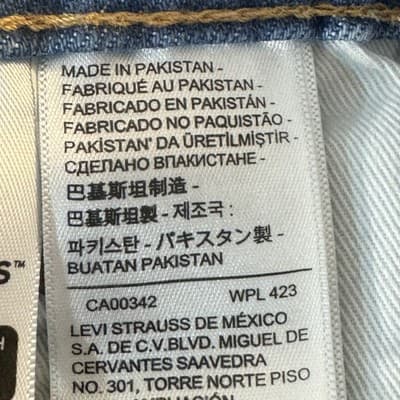 MADE IN PAKISTAN -
FABRIQUÉ AU PAKISTAN -
FABRICADO EN PAKISTÁN -
FABRICADO NO PAQUISTÃO -
PAKİSTAN' DA ÜRETİLMİŞTİR -
СДЕЛАНО ВПАКИСТАНЕ -
巴基斯坦制造 -
巴基斯坦製 - 제조국 :
파키스탄 - パキスタン製 -
BUATAN PAKISTAN
CA00342 WPL 423
LEVI STRAUSS DE MÉXICO
S.A. DE C.V.BLVD. MIGUEL DE
CERVANTES SAAVEDRA
NO. 301, TORRE NORTE PISO
S™
H